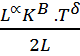 L^∝K^B . T^δ / 2L